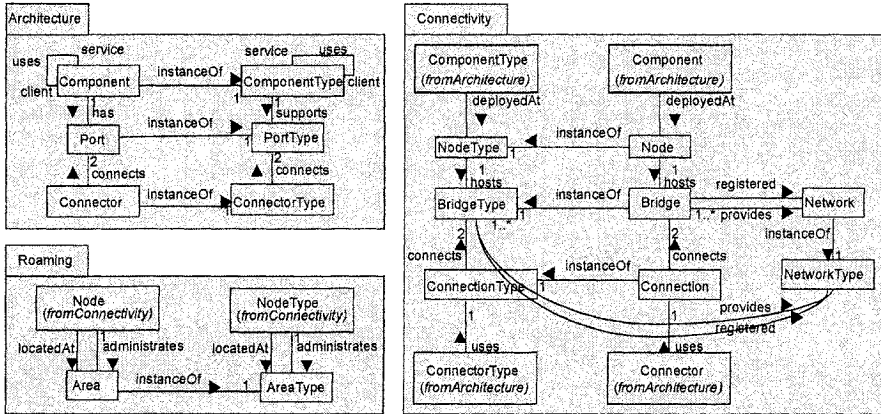 Architecture
service
service
uses
uses
Component
instanceOf
ComponentType
client
client
1
1
1
has
supports
Port
instanceOf
1
PortType
2
2
connects
connects
Connector
instanceOf
1
ConnectorType
Roaming
Node
(fromConnectivity)
NodeType
(fromConnectivity)
locatedAt
1
administrates
locatedAt
1
administrates
Area
instanceOf
1
AreaType
Connectivity
ComponentType
(fromArchitecture)
Component
(fromArchitecture)
deployedAt
deployedAt
NodeType
1
instanceOf
Node
1
1
hosts
hosts
registered
BridgeType
1
instanceOf
Bridge
Network
1..*
1..*
provides
2
2
instanceOf
connects
connects
1
ConnectionType
1
instanceOf
Connection
NetworkType
1
1
provides
registered
uses
uses
ConnectorType
(fromArchitecture)
Connector
(fromArchitecture)